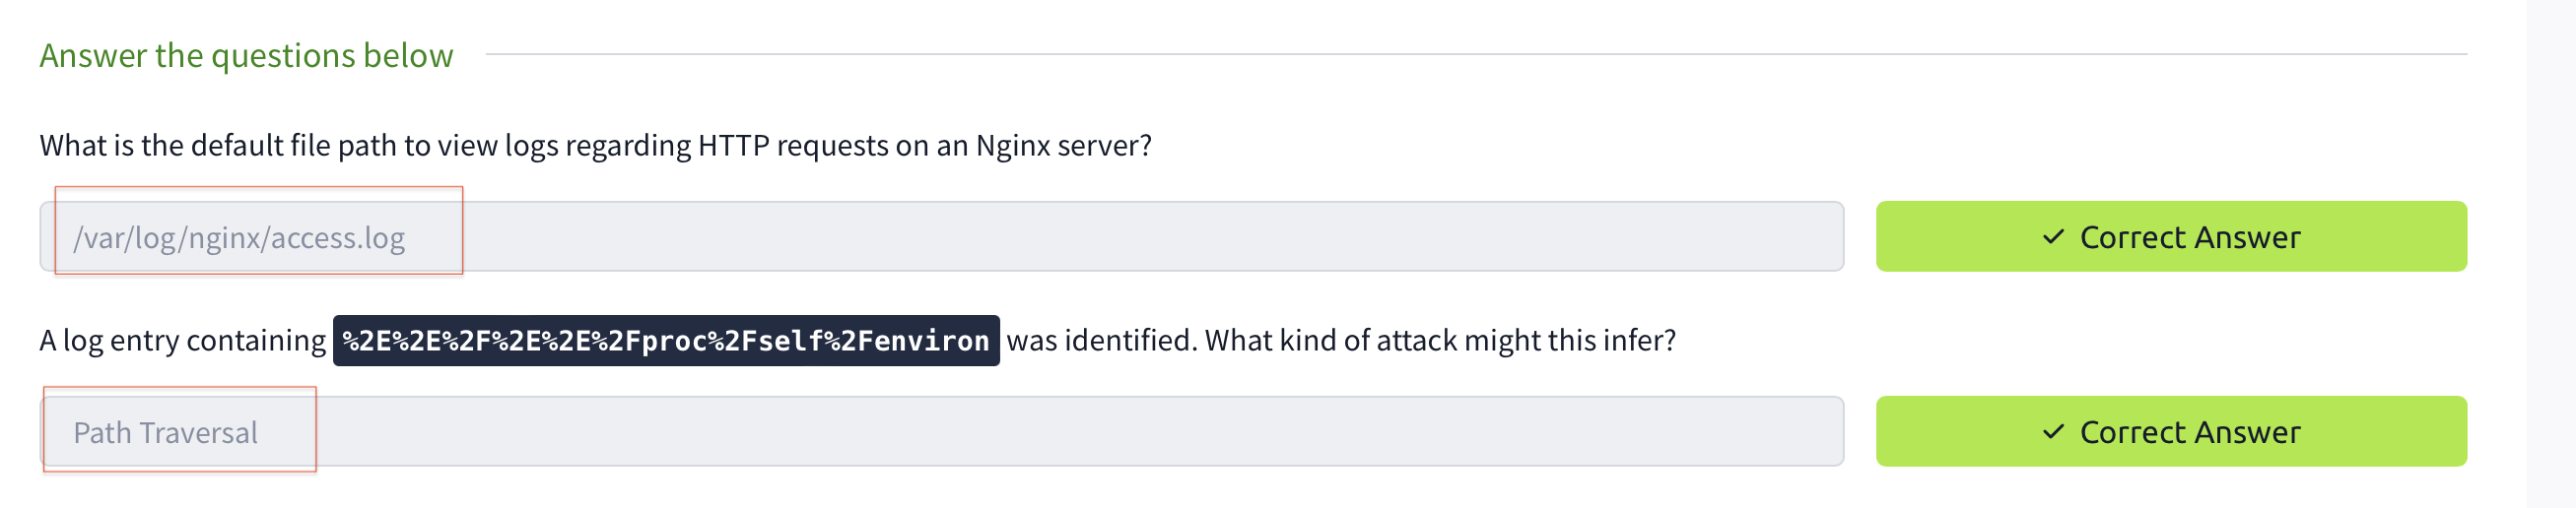 Answer the questions below
What is the default file path to view logs regarding HTTP requests on an Nginx server?
/var/log/nginx/access.log
✓ Correct Answer
A log entry containing %2E%2E%2F%2E%2E%2Fproc%2Fself%2Fenviron was identified. What kind of attack might this infer?
Path Traversal
✓ Correct Answer